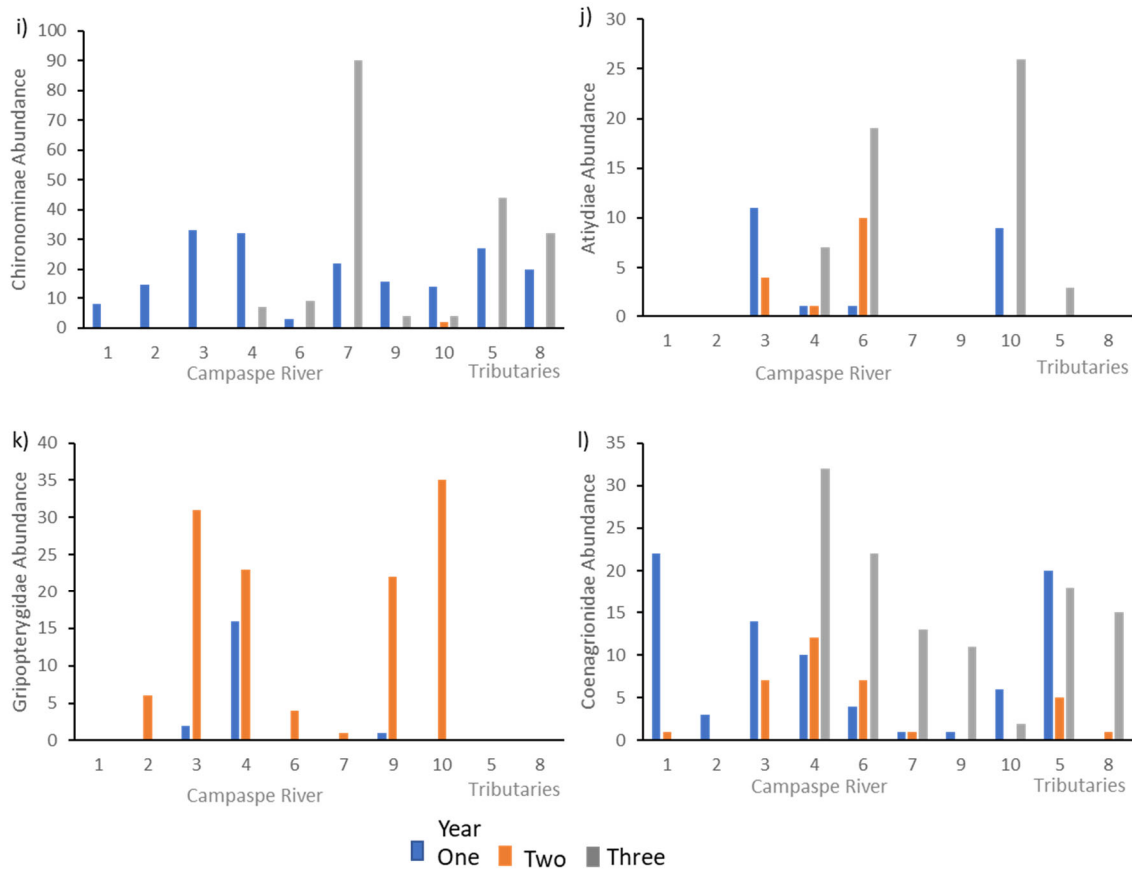 i)
Chironominae Abundance
100
90
80
70
60
50
40
30
20
10
0
1 2 3 4 6 7 9 10 5 8
Campaspe River Tributaries
j)
Atiydiae Abundance
30
25
20
15
10
5
0
1 2 3 4 6 7 9 10 5 8
Campaspe River Tributaries
k)
Gripopterygidae Abundance
40
35
30
25
20
15
10
5
0
1 2 3 4 6 7 9 10 5 8
Campaspe River Tributaries
l)
Coenagrionidae Abundance
35
30
25
20
15
10
5
0
1 2 3 4 6 7 9 10 5 8
Campaspe River Tributaries
Year
One Two Three